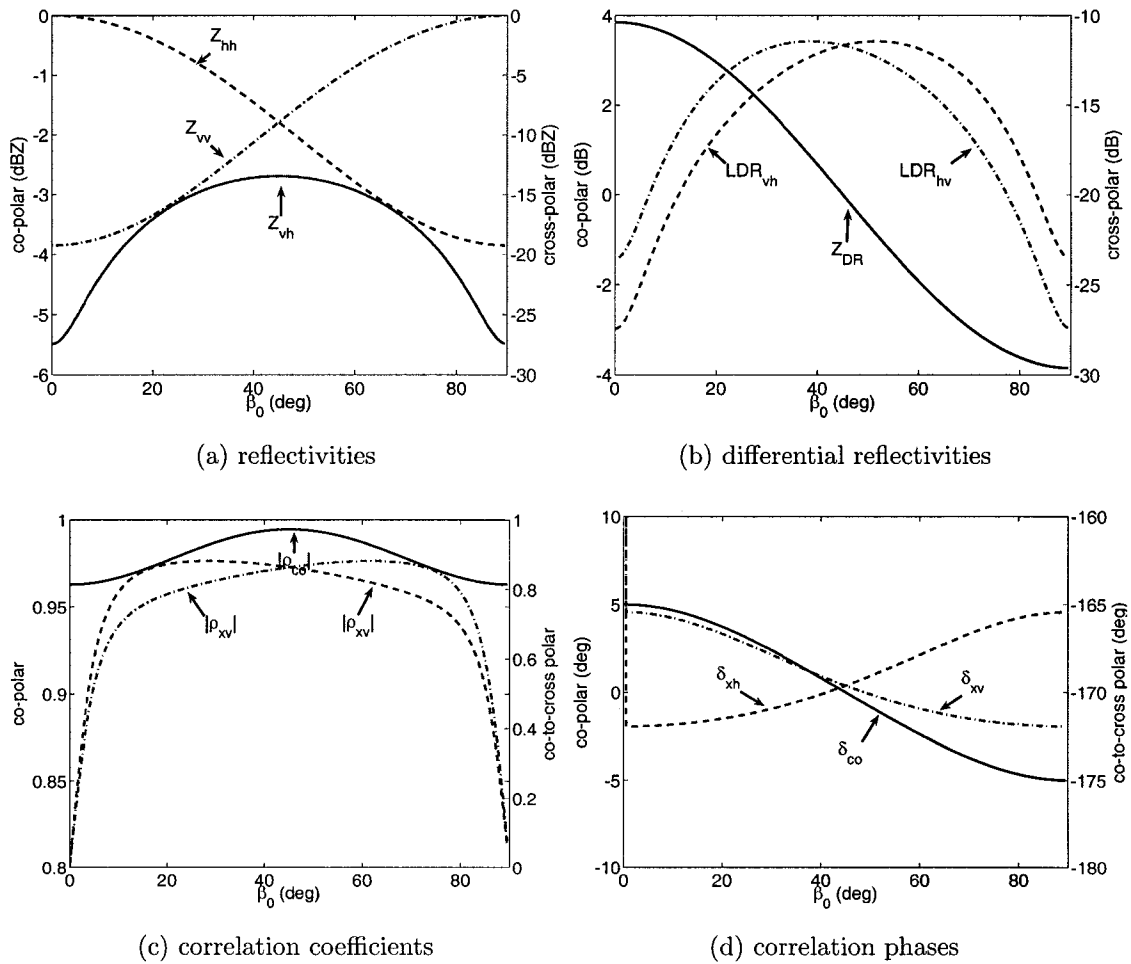 0
-1
-2
-3
-4
-5
-6
co-polar (dBZ)
0
-5
-10
-15
-20
-25
-30
cross-polar (dBZ)
Z_hh
Z_vv
Z_vh
0 20 40 60 80
β_0 (deg)
(a) reflectivities
4
2
0
-2
-4
co-polar (dB)
-10
-15
-20
-25
-30
cross-polar (dB)
LDR_vh
LDR_hv
Z_DR
0 20 40 60 80
β_0 (deg)
(b) differential reflectivities
1
0.95
0.9
0.85
0.8
co-polar
1
0.8
0.6
0.4
0.2
0
co-to-cross polar
|ρ_co|
|ρ_xv|
|ρ_xv|
0 20 40 60 80
β_0 (deg)
(c) correlation coefficients
10
5
0
-5
-10
co-polar (deg)
-160
-165
-170
-175
-180
co-to-cross polar (deg)
δ_xh
δ_xv
δ_co
0 20 40 60 80
β_0 (deg)
(d) correlation phases